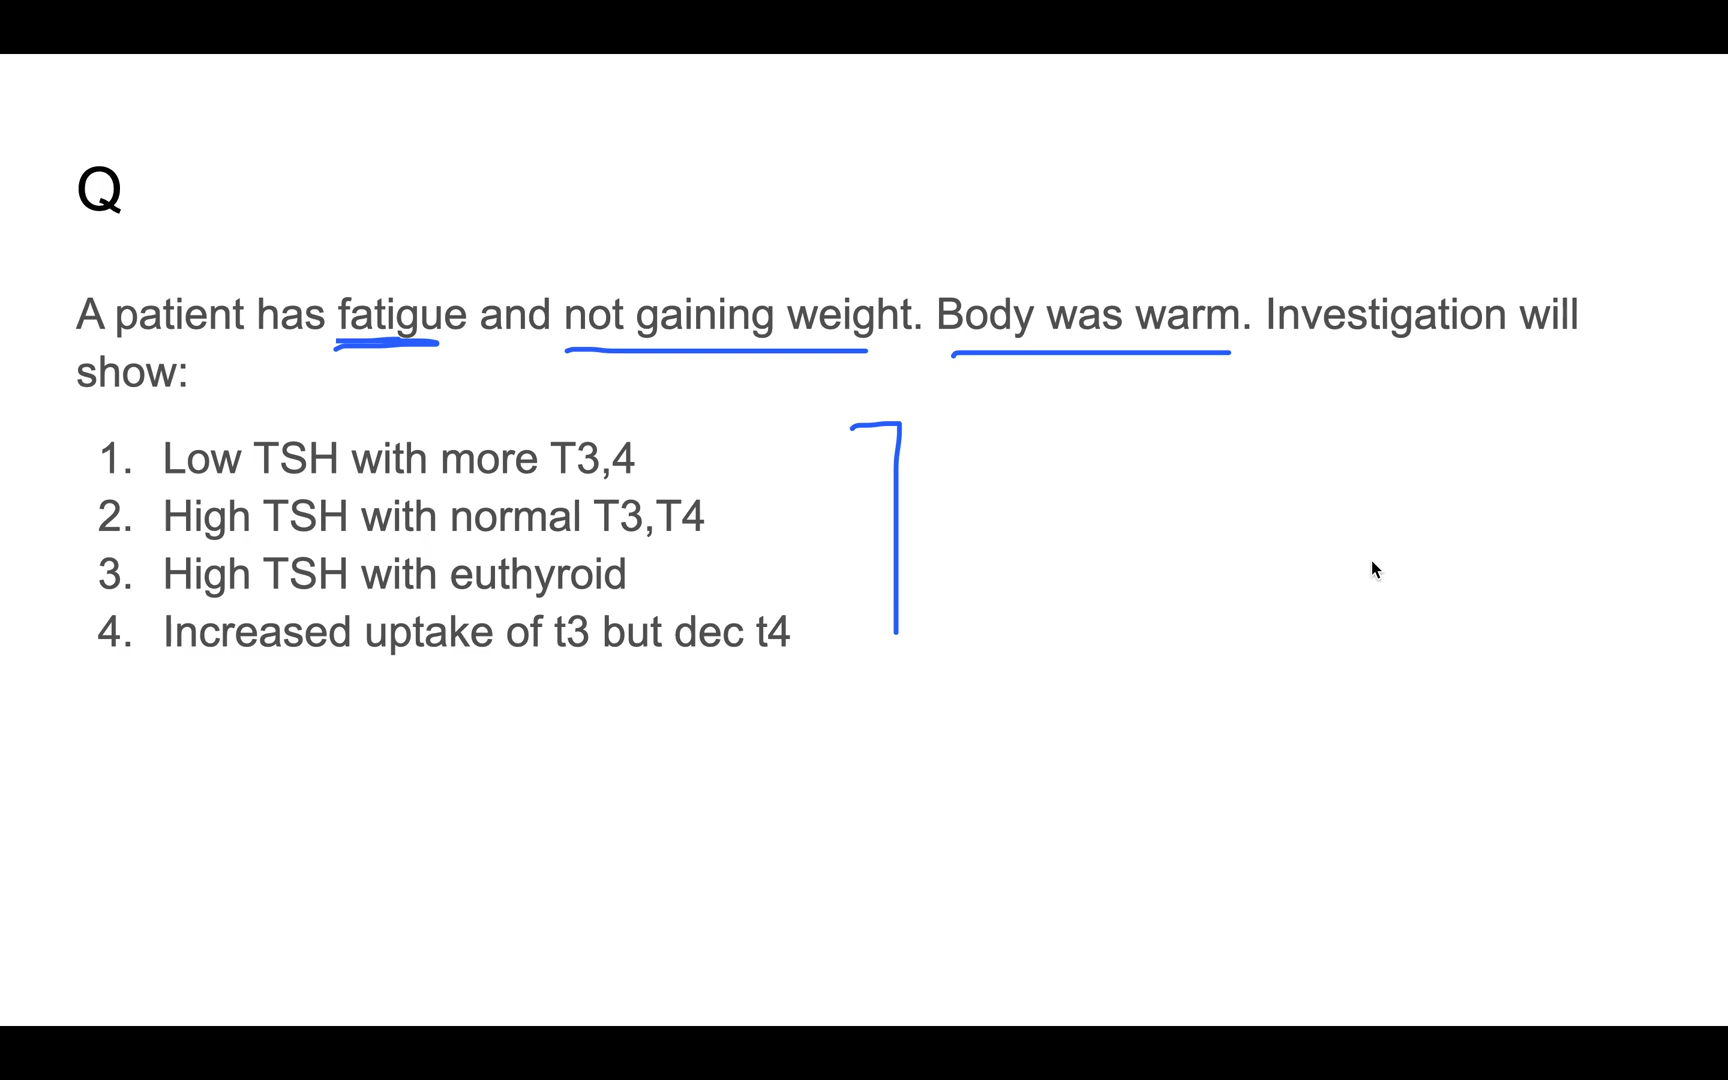 Q
A patient has fatigue and not gaining weight. Body was warm. Investigation will
show:
1. Low TSH with more T3,4
2. High TSH with normal T3,T4
3. High TSH with euthyroid
4. Increased uptake of t3 but dec t4